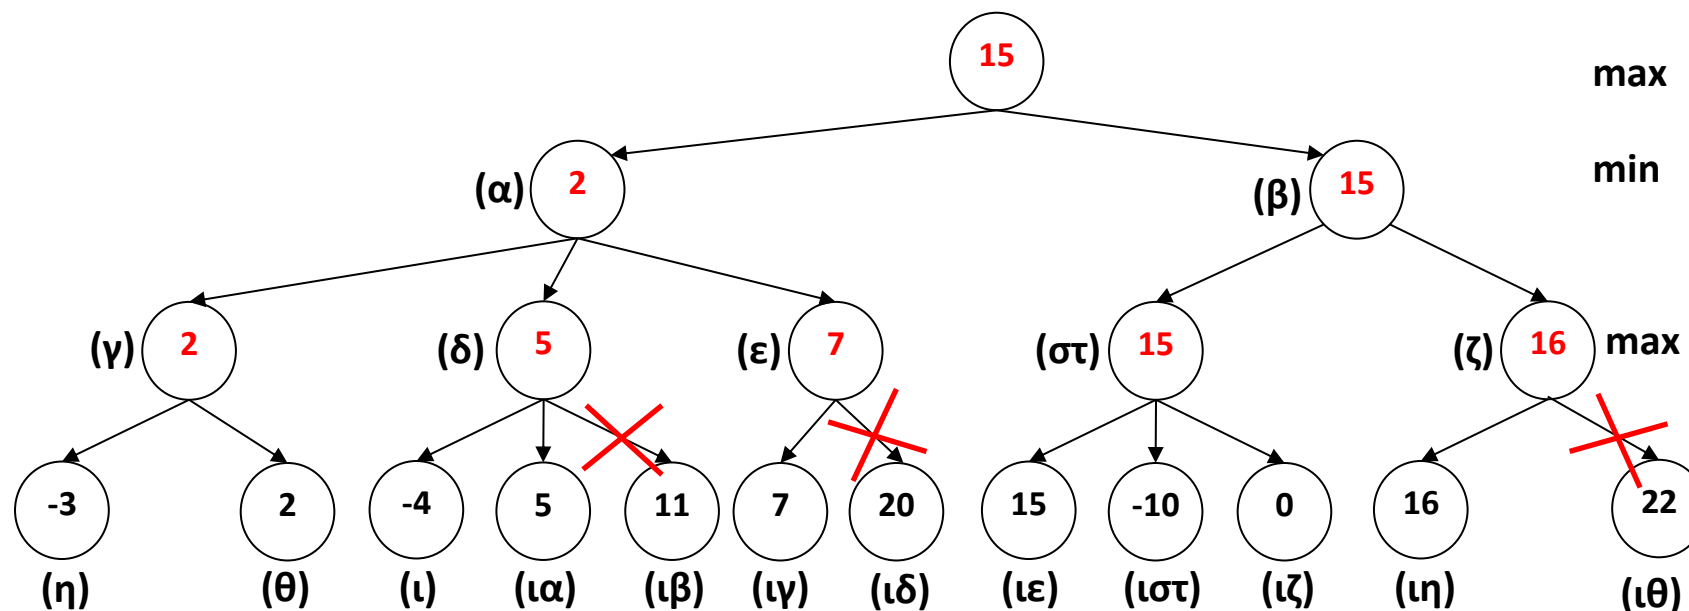 15 max
(α) 2 (β) 15 min
(γ) 2 (δ) 5 (ε) 7 (στ) 15 (ζ) 16 max
-3 2 -4 5 11 7 20 15 -10 0 16 22
(η) (θ) (ι) (ια) (ιβ) (ιγ) (ιδ) (ιε) (ιστ) (ιζ) (ιη) (ιθ)